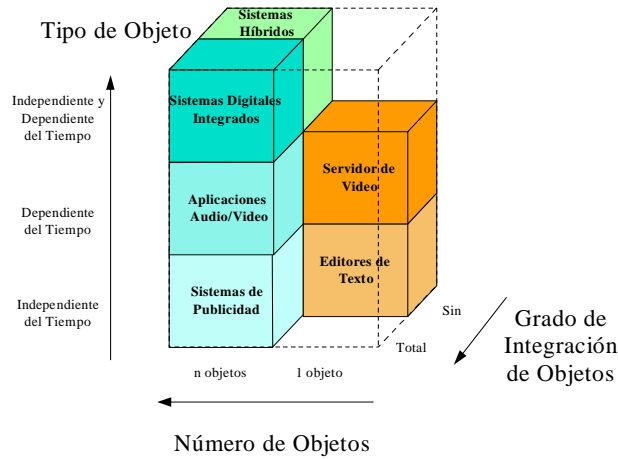 Tipo de Objeto
Sistemas
Híbridos
Independiente y
Dependiente
del Tiempo
Sistemas Digitales
Integrados
Servidor de
Video
Aplicaciones
Audio/Video
Dependiente
del Tiempo
Editores de
Texto
Sistemas de
Publicidad
Independiente
del Tiempo
Sin
Total
Grado de
Integración
de Objetos
n objetos
1 objeto
Número de Objetos